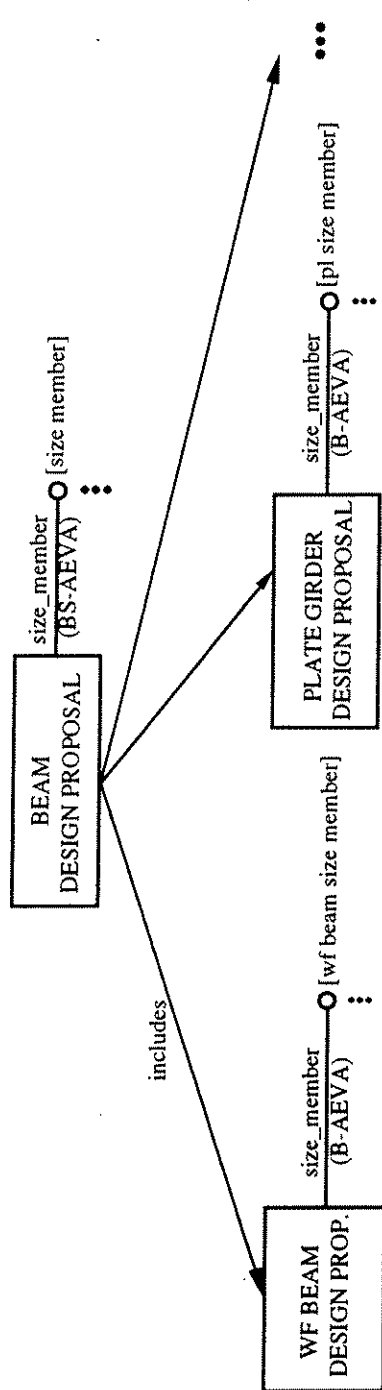 BEAM
DESIGN PROPOSAL
size_member
(BS-AEVA)
[size member]
includes
WF BEAM
DESIGN PROP.
size_member
(B-AEVA)
[wf beam size member]
PLATE GIRDER
DESIGN PROPOSAL
size_member
(B-AEVA)
[pl size member]